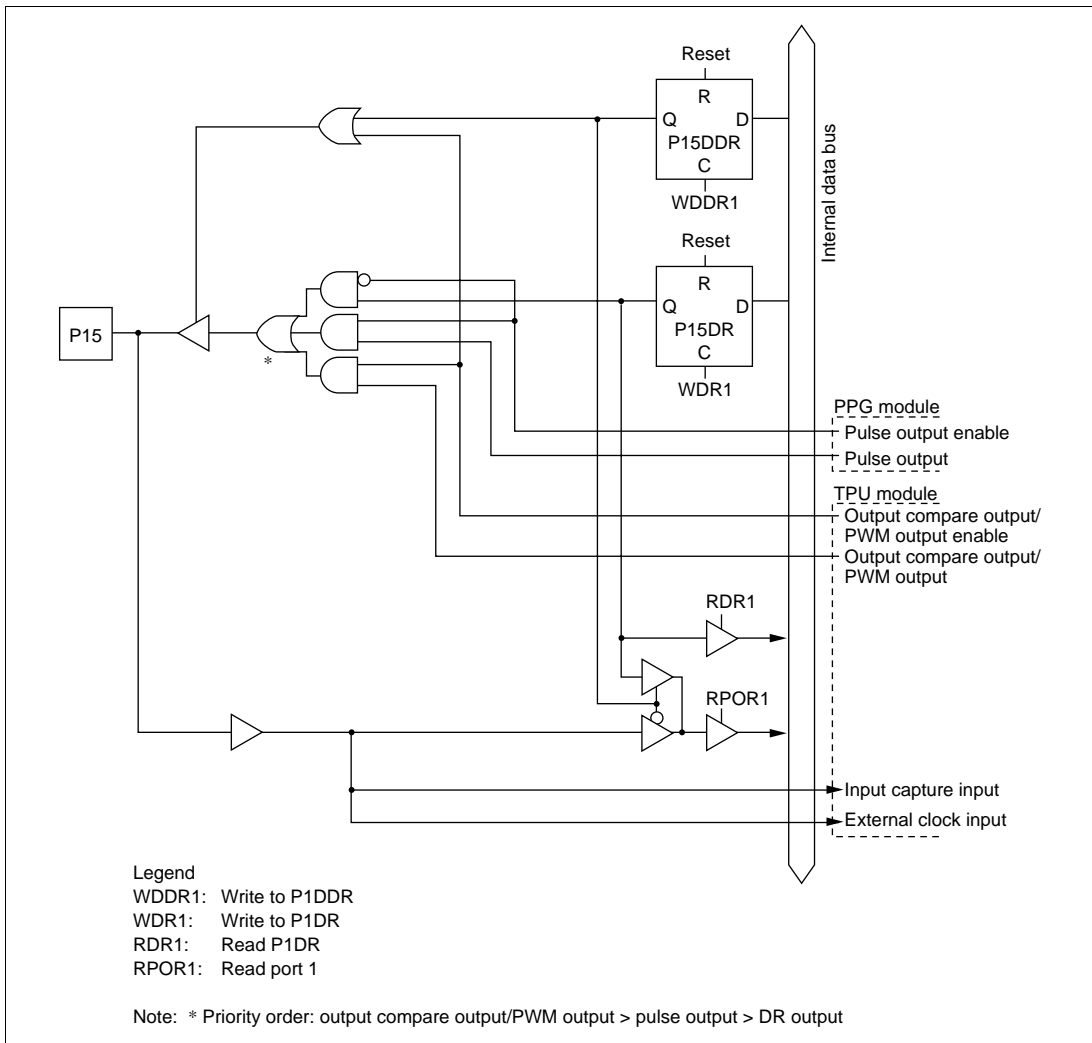 Reset
R
Q D
P15DDR
C
WDDR1
Internal data bus
Reset
R
Q D
P15DR
C
WDR1
P15
*
PPG module
Pulse output enable
Pulse output
TPU module
Output compare output/
PWM output enable
Output compare output/
PWM output
RDR1
RPOR1
Input capture input
External clock input
Legend
WDDR1: Write to P1DDR
WDR1: Write to P1DR
RDR1: Read P1DR
RPOR1: Read port 1
Note: * Priority order: output compare output/PWM output > pulse output > DR output